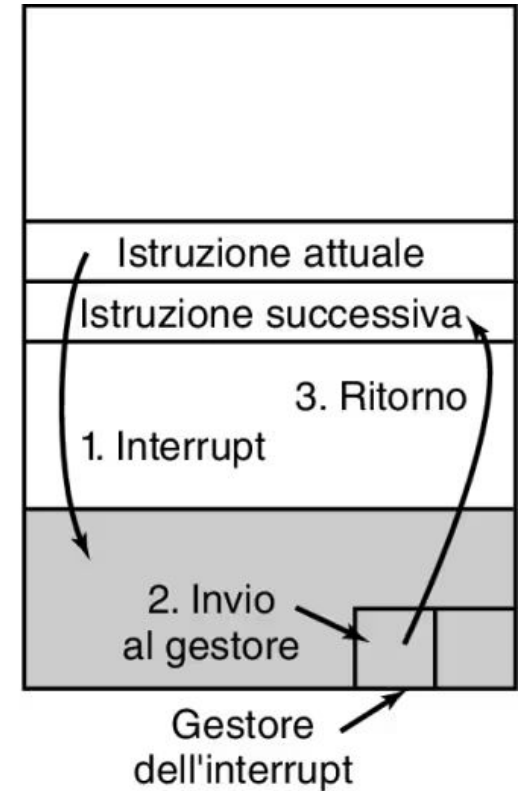 Istruzione attuale
Istruzione successiva
3. Ritorno
1. Interrupt
2. Invio
al gestore
Gestore
dell'interrupt